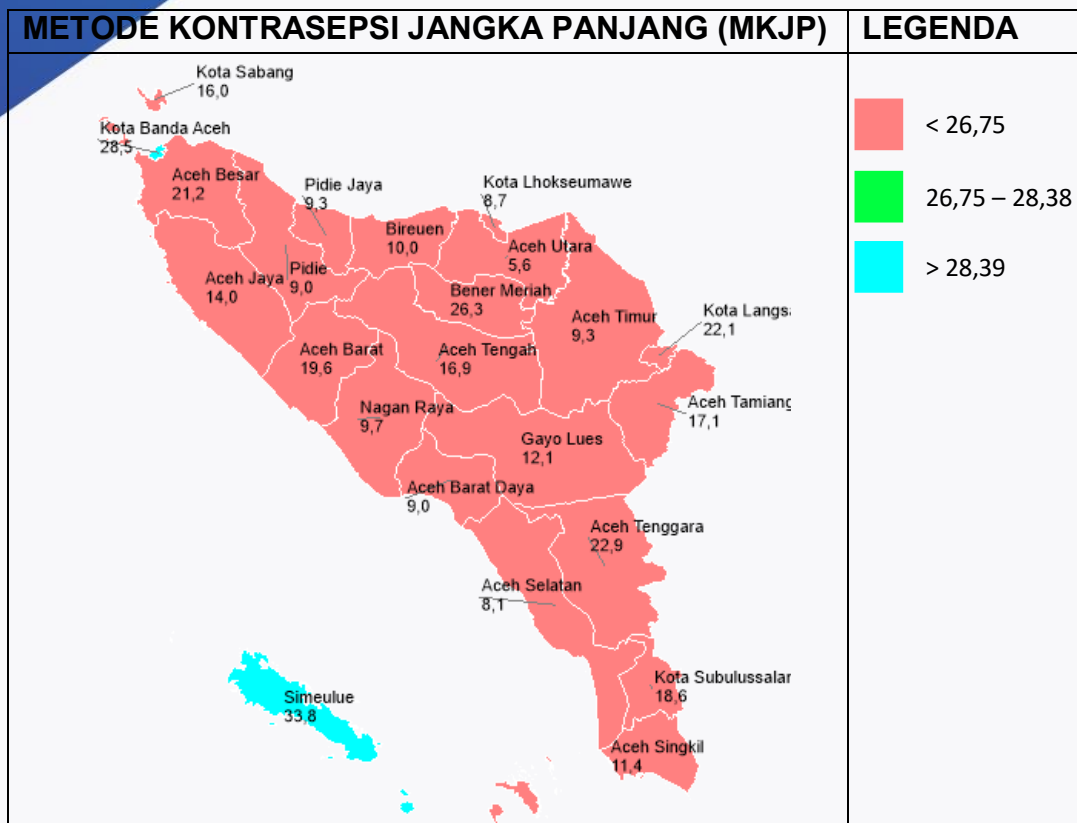 METODE KONTRASEPSI JANGKA PANJANG (MKJP)
LEGENDA
Kota Sabang
16,0
Kota Banda Aceh
28,5
Aceh Besar
21,2
Pidie Jaya
9,3
Kota Lhokseumawe
8,7
Bireuen
10,0
Aceh Utara
5,6
Aceh Jaya
14,0
Pidie
9,0
Bener Meriah
26,3
Aceh Timur
9,3
Kota Langsa
22,1
Aceh Barat
19,6
Aceh Tengah
16,9
Nagan Raya
9,7
Aceh Tamiang
17,1
Gayo Lues
12,1
Aceh Barat Daya
9,0
Aceh Tenggara
22,9
Aceh Selatan
8,1
Simeulue
33,8
Kota Subulussalar
18,6
Aceh Singkil
11,4
< 26,75
26,75 – 28,38
> 28,39